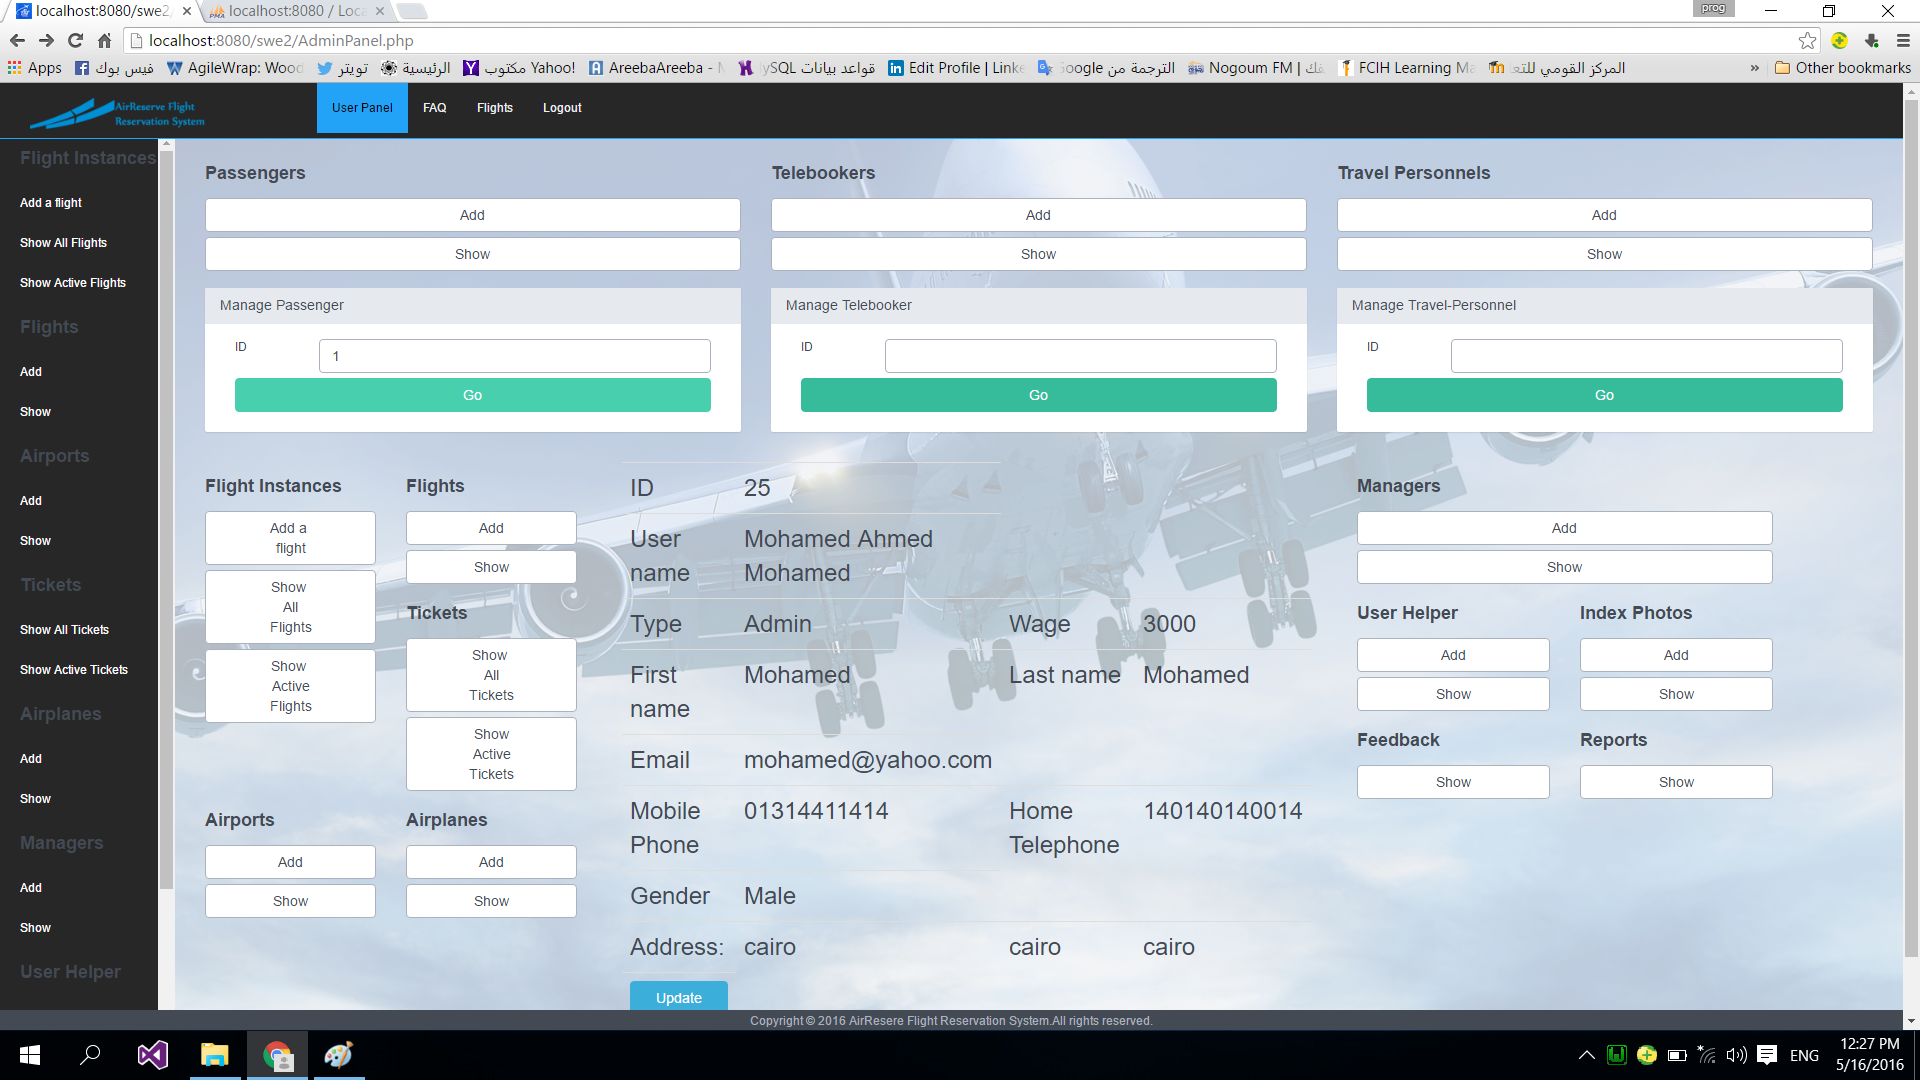 localhost:8080/swe2
localhost:8080 / Loca
prog
localhost:8080/swe2/AdminPanel.php
Apps
فيس بوك
AgileWrap: Wood
تويتر
الرئيسية
مكتوب Yahoo!
AreebaAreeba -
قواعد بيانات
Edit Profile | Linke
الترجمة من Google
Nogoum FM |
FCIH Learning Ma
المركز القومي للتعا
»
Other bookmarks
AirReserve Flight
Reservation System
User Panel
FAQ
Flights
Logout
Flight Instances
Add a flight
Show All Flights
Show Active Flights
Flights
Add
Show
Airports
Add
Show
Tickets
Show All Tickets
Show Active Tickets
Airplanes
Add
Show
Managers
Add
Show
User Helper
Passengers
Add
Show
Manage Passenger
ID
1
Go
Telebookers
Add
Show
Manage Telebooker
ID
Go
Travel Personnels
Add
Show
Manage Travel-Personnel
ID
Go
Flight Instances
Add a
flight
Show
All
Flights
Show
Active
Flights
Flights
Add
Show
Tickets
Show
All
Tickets
Show
Active
Tickets
Airports
Add
Show
Airplanes
Add
Show
ID 25
User name Mohamed Ahmed Mohamed
Type Admin Wage 3000
First name Mohamed Last name Mohamed
Email mohamed@yahoo.com
Mobile Phone 01314411414 Home Telephone 140140140014
Gender Male
Address: cairo cairo cairo
Update
Managers
Add
Show
User Helper
Add
Show
Index Photos
Add
Show
Feedback
Show
Reports
Show
Copyright © 2016 AirResere Flight Reservation System.All rights reserved.
ENG
12:27 PM
5/16/2016